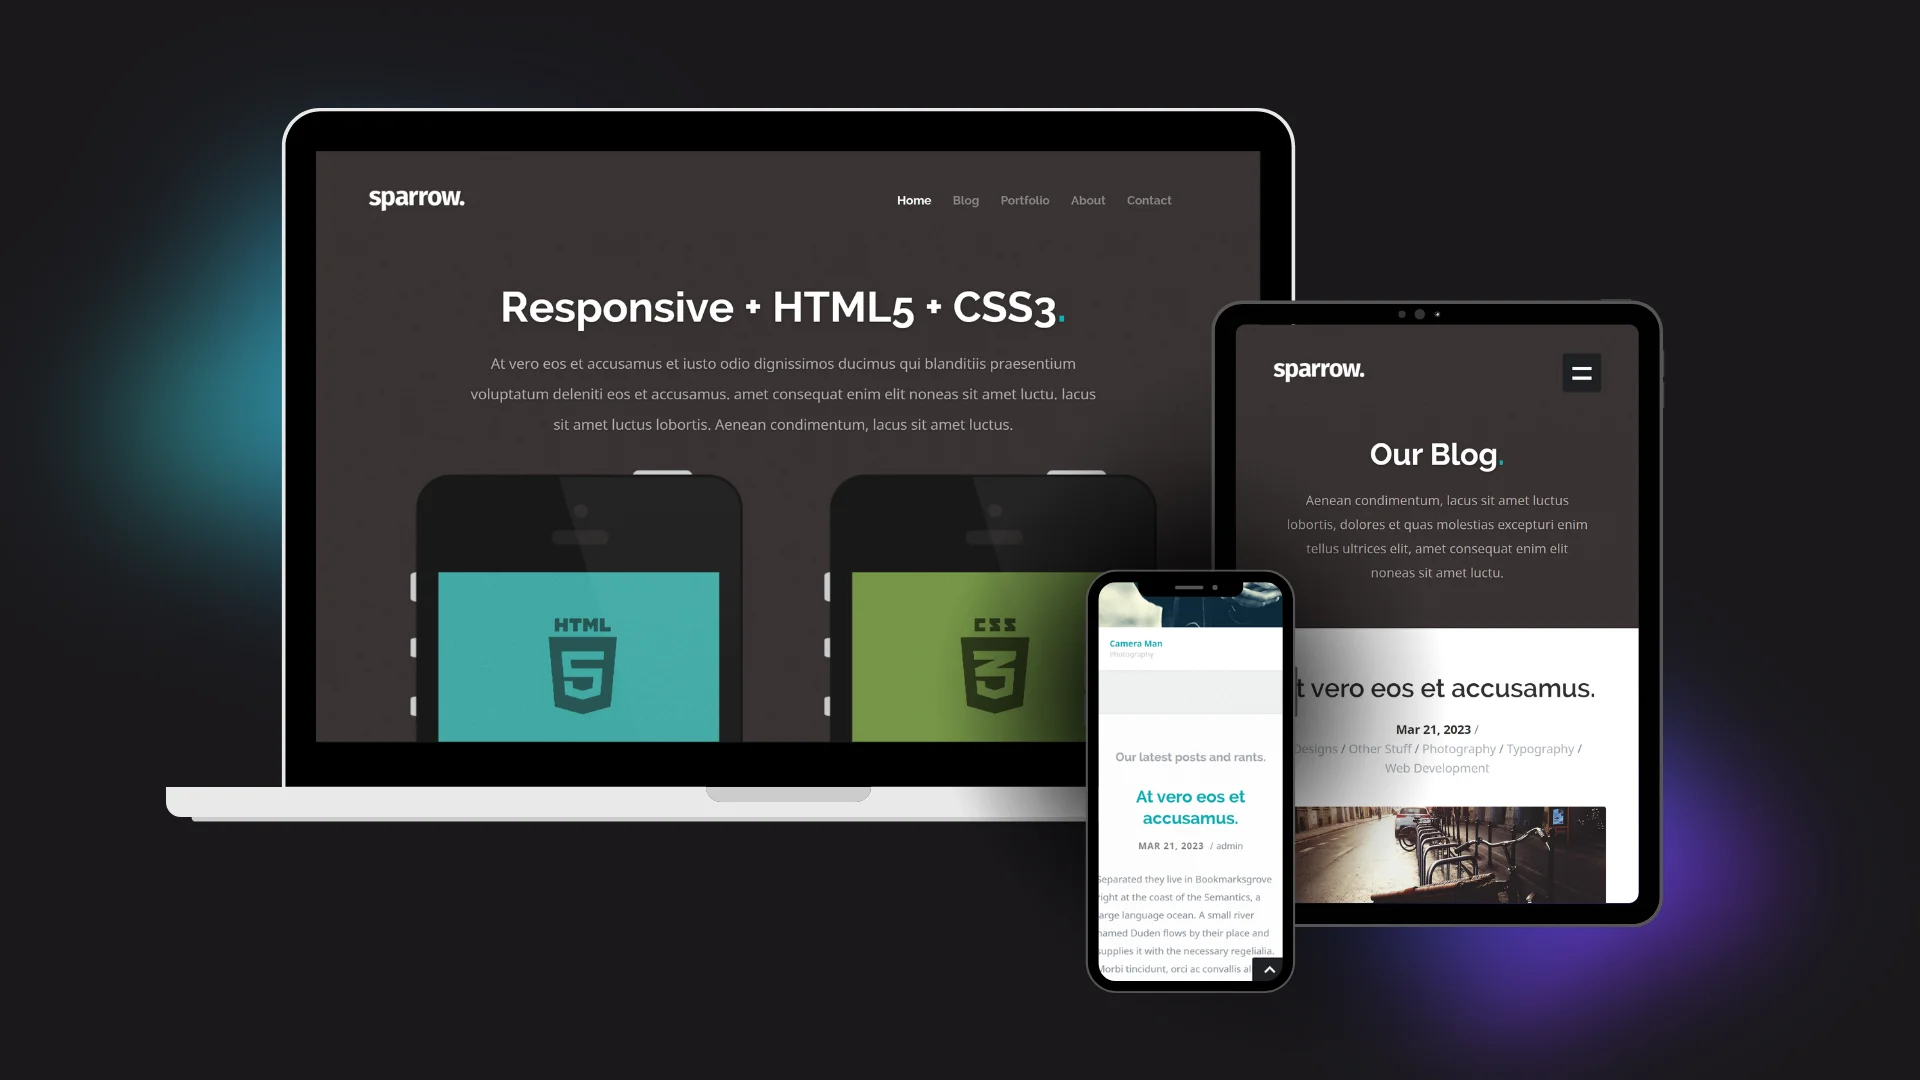 sparrow.
Home Blog Portfolio About Contact
Responsive + HTML5 + CSS3.
At vero eos et accusamus et iusto odio dignissimos ducimus qui blanditiis praesentium
voluptatum deleniti eos et accusamus. amet consequat enim elit noneas sit amet luctu. lacus
sit amet luctus lobortis. Aenean condimentum, lacus sit amet luctus.
HTML
5
CSS
3
sparrow.
Our Blog.
Aenean condimentum, lacus sit amet luctus
lobortis, dolores et quas molestias excepturi enim
tellus ultrices elit, amet consequat enim elit
noneas sit amet luctu.
t vero eos et accusamus.
Mar 21, 2023 /
Designs / Other Stuff / Photography / Typography /
Web Development
Camera Man
Photography
Our latest posts and rants.
At vero eos et
accusamus.
MAR 21, 2023 / admin
Separated they live in Bookmarksgrove
right at the coast of the Semantics, a
large language ocean. A small river
named Duden flows by their place and
supplies it with the necessary regelialia.
Morbi tincidunt, orci ac convallis al